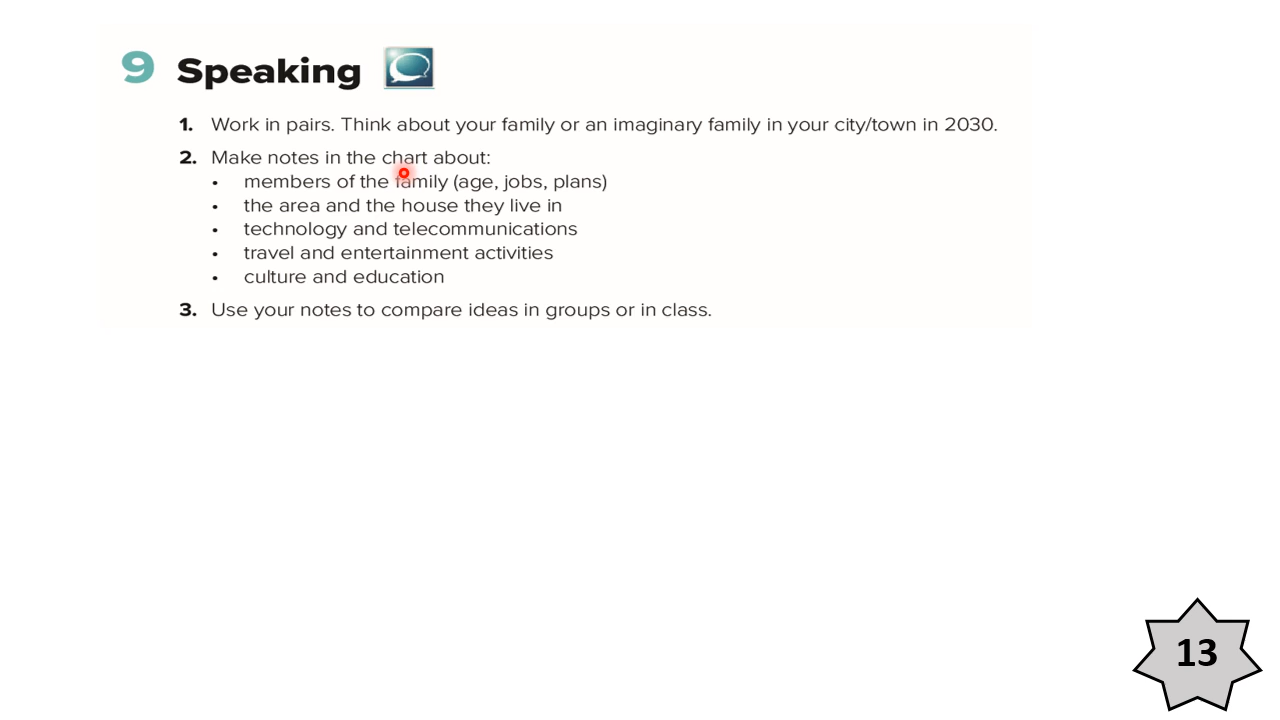 9 Speaking
1. Work in pairs. Think about your family or an imaginary family in your city/town in 2030.
2. Make notes in the chart about:
• members of the family (age, jobs, plans)
• the area and the house they live in
• technology and telecommunications
• travel and entertainment activities
• culture and education
3. Use your notes to compare ideas in groups or in class.
13